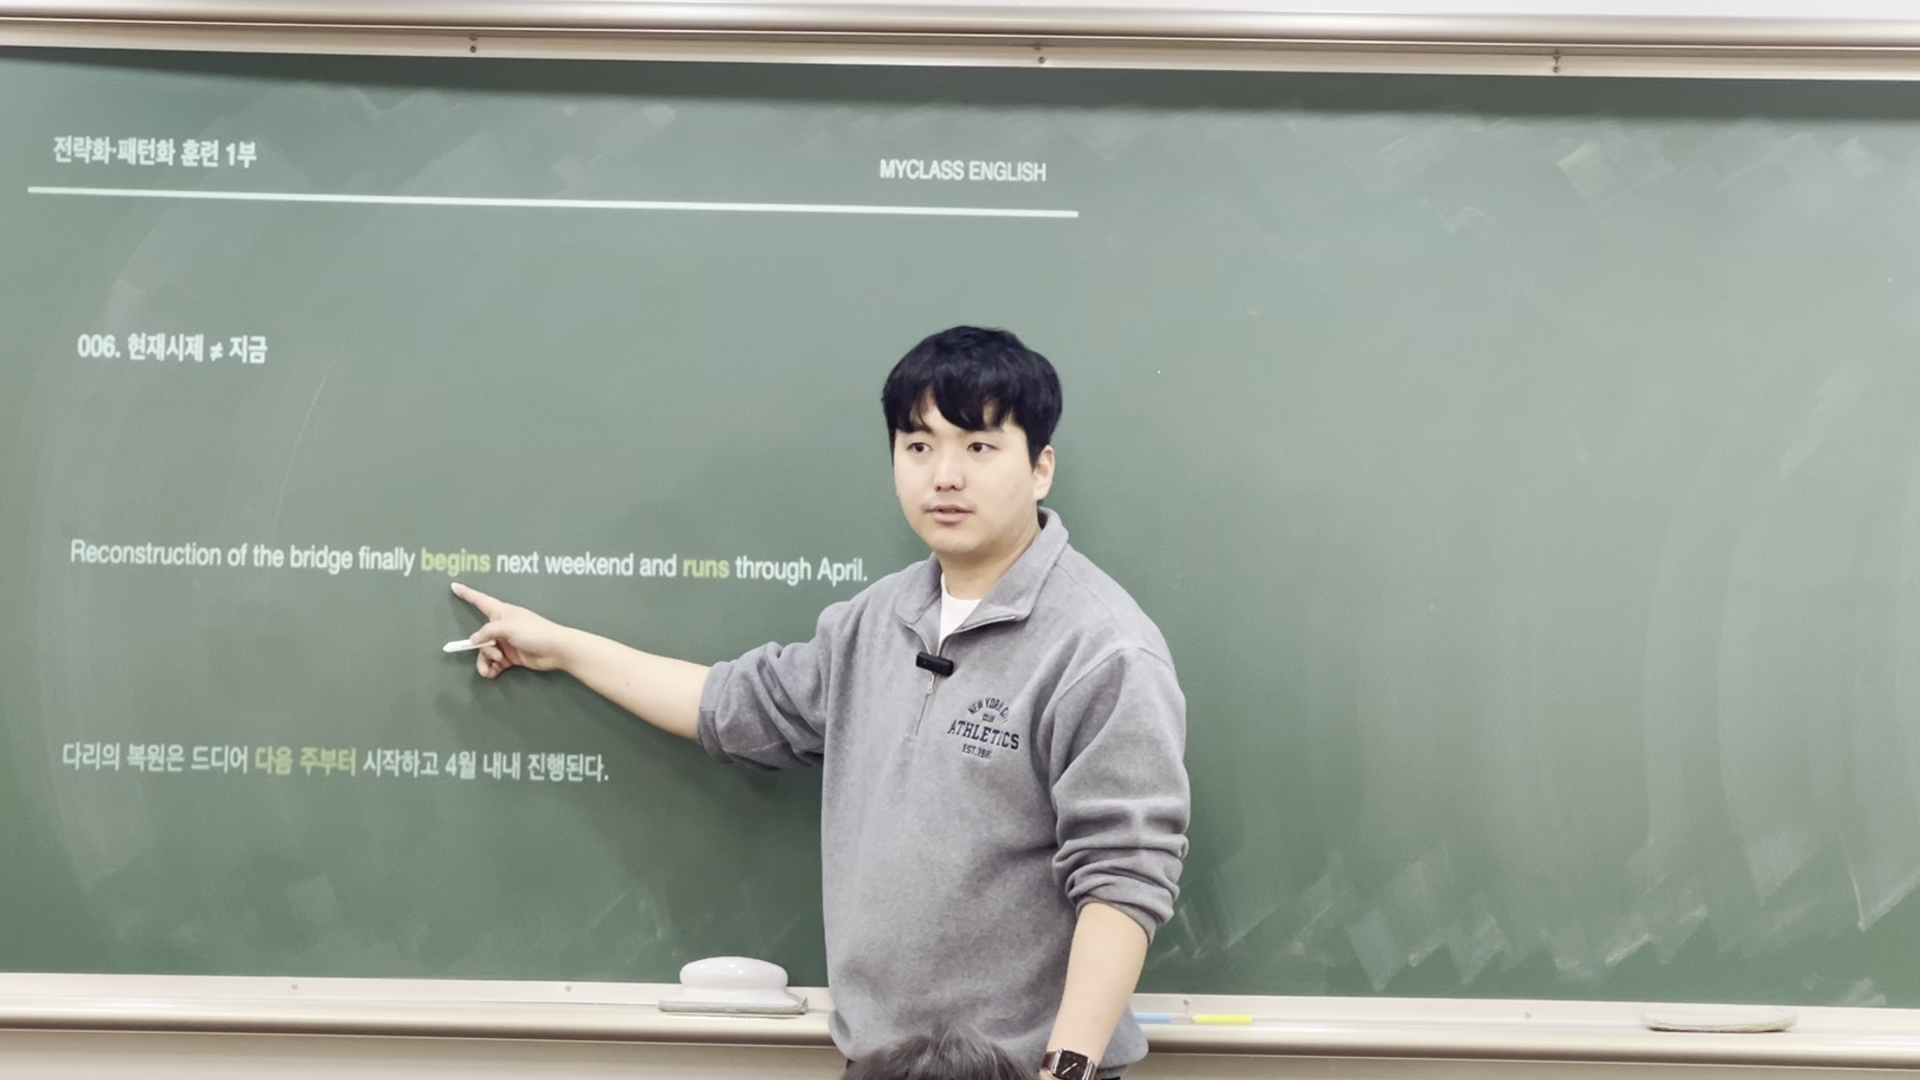 전략화·패턴화 훈련 1부
MYCLASS ENGLISH
006. 현재시제 ≠ 지금
Reconstruction of the bridge finally begins next weekend and runs through April.
다리의 복원은 드디어 다음 주부터 시작하고 4월 내내 진행된다.
NEW YORK
ATHLETICS
EST.